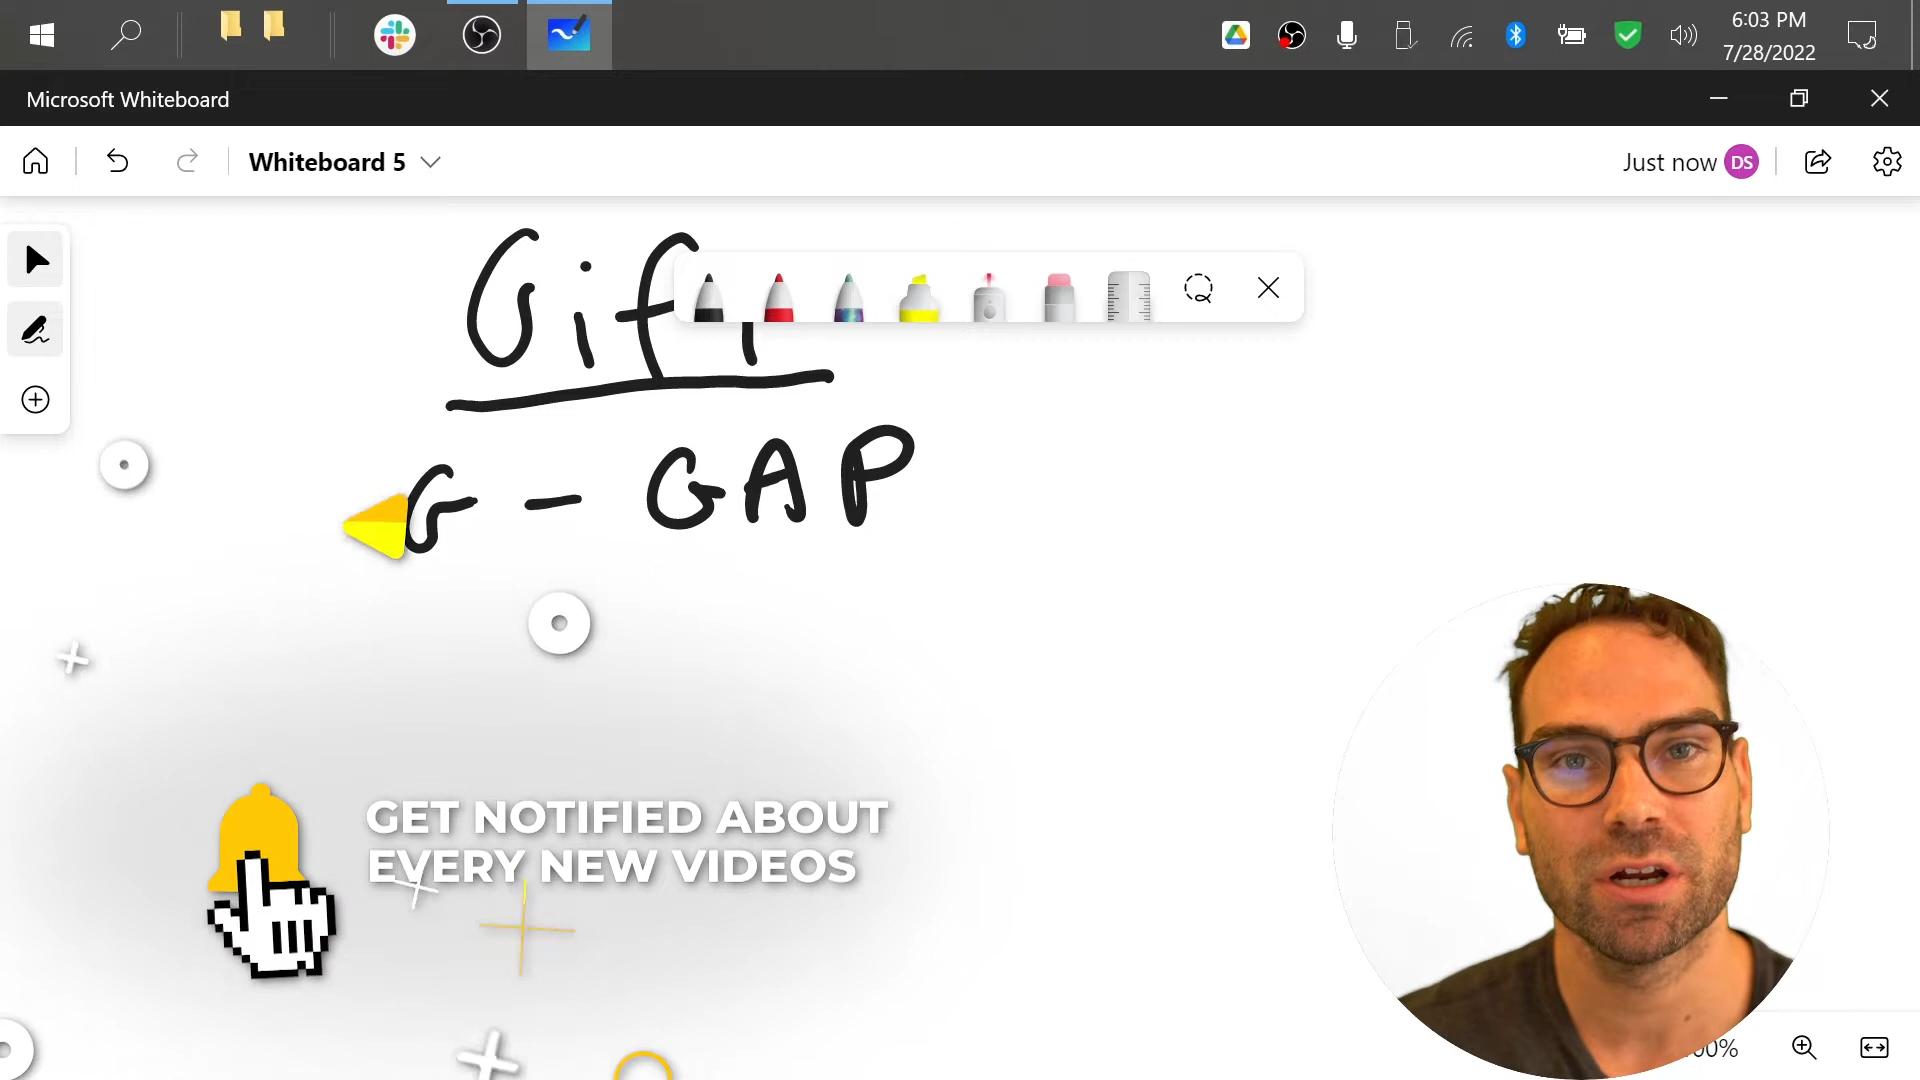 6:03 PM
7/28/2022
Microsoft Whiteboard
Whiteboard 5
Just now DS
G - GAP
GET NOTIFIED ABOUT
EVERY NEW VIDEOS